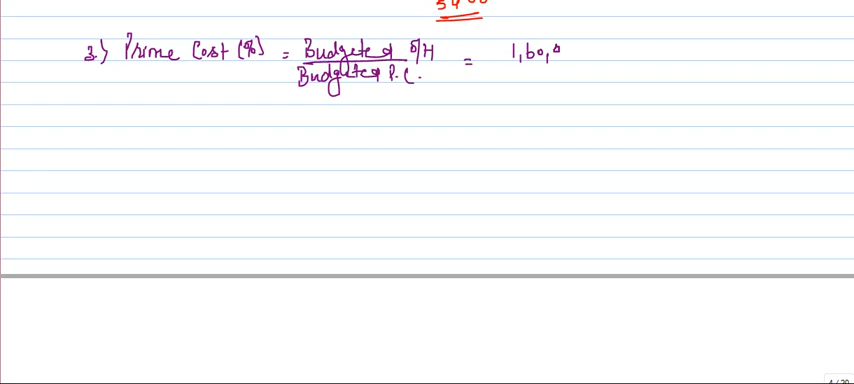 3.) Prime Cost (%) = Budgeted O/H = 1,60,0
Budgeted P.C.